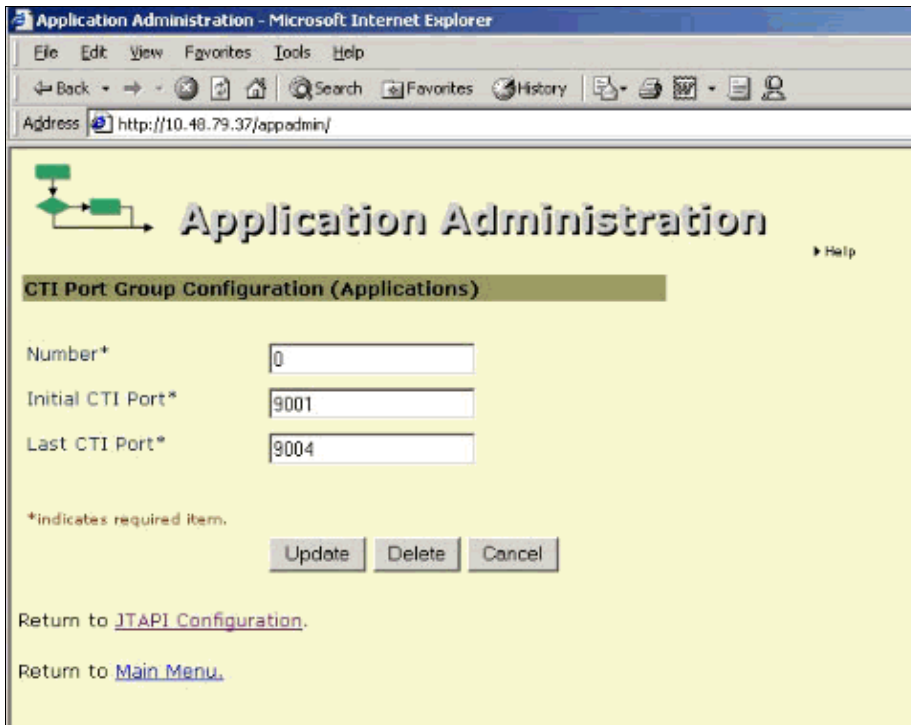 Application Administration - Microsoft Internet Explorer
File Edit View Favorites Tools Help
Back Search Favorites History
Address http://10.48.79.37/appadmin/
Application Administration
Help
CTI Port Group Configuration (Applications)
Number* 0
Initial CTI Port* 9001
Last CTI Port* 9004
*indicates required item.
Update Delete Cancel
Return to JTAPI Configuration.
Return to Main Menu.